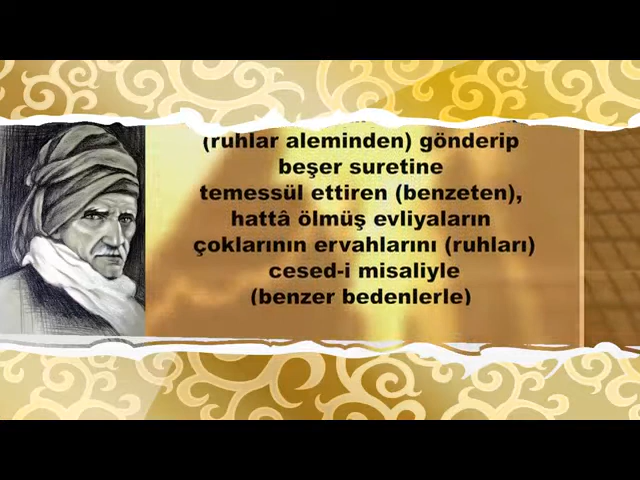 (ruhlar aleminden) gönderip
beşer suretine
temessül ettiren (benzeten),
hattâ ölmüş evliyaların
çoklarının ervahlarını (ruhları)
cesed-i misaliyle
(benzer bedenlerle)